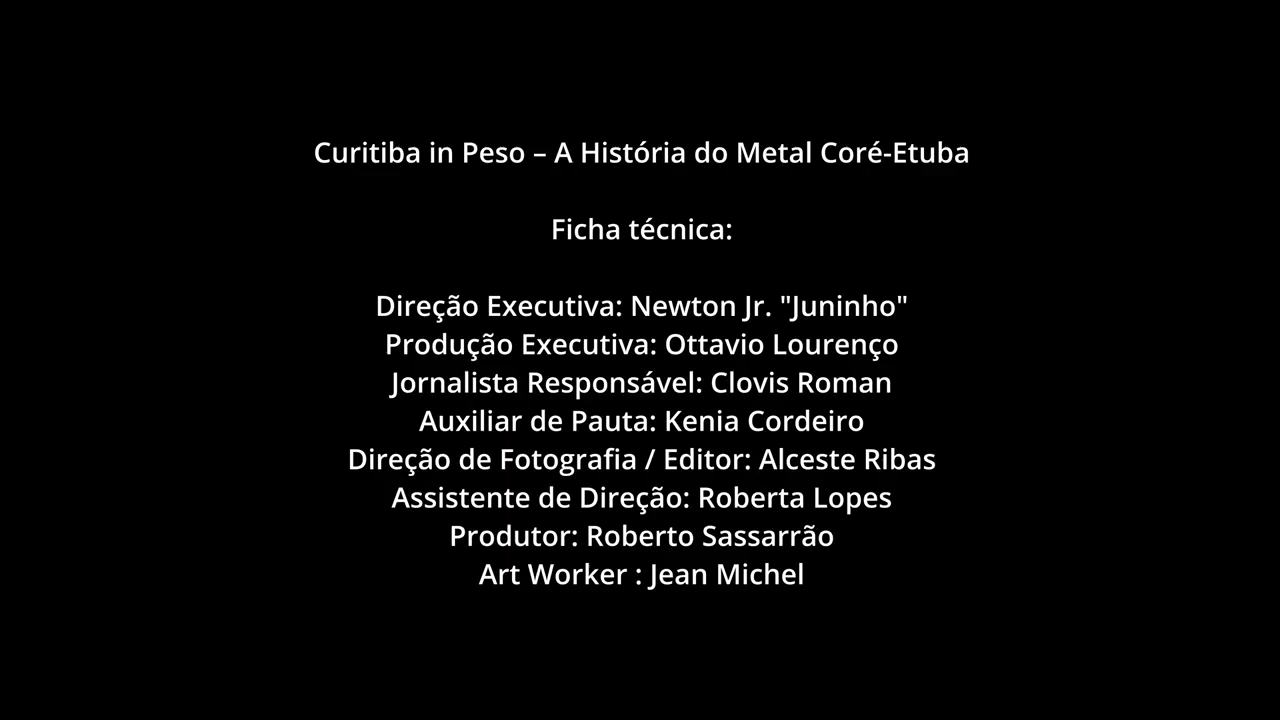 Curitiba in Peso – A História do Metal Coré-Etuba
Ficha técnica:
Direção Executiva: Newton Jr. "Juninho"
Produção Executiva: Ottavio Lourenço
Jornalista Responsável: Clovis Roman
Auxiliar de Pauta: Kenia Cordeiro
Direção de Fotografia / Editor: Alceste Ribas
Assistente de Direção: Roberta Lopes
Produtor: Roberto Sassarrão
Art Worker : Jean Michel